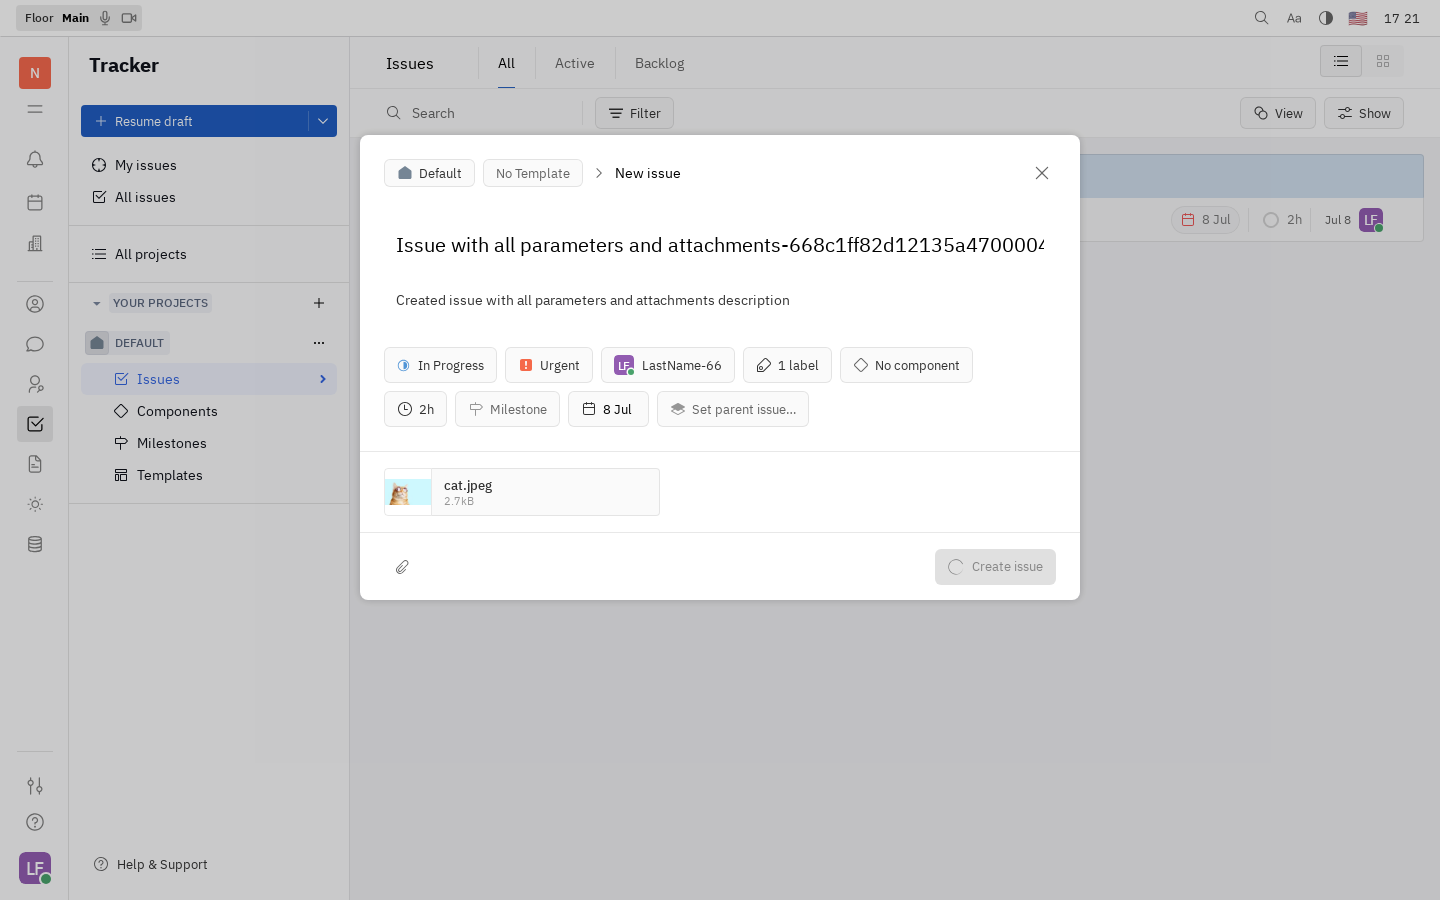 Floor Main
Aa
17 21
N
Tracker
Resume draft
My issues
All issues
All projects
YOUR PROJECTS
DEFAULT
Issues
Components
Milestones
Templates
Help & Support
LF
Issues
All
Active
Backlog
Search
Filter
View
Show
8 Jul
2h
Jul 8
LF
Default
No Template
New issue
Issue with all parameters and attachments-668c1ff82d12135a4700004
Created issue with all parameters and attachments description
In Progress
Urgent
LF LastName-66
1 label
No component
2h
Milestone
8 Jul
Set parent issue...
cat.jpeg
2.7kB
Create issue